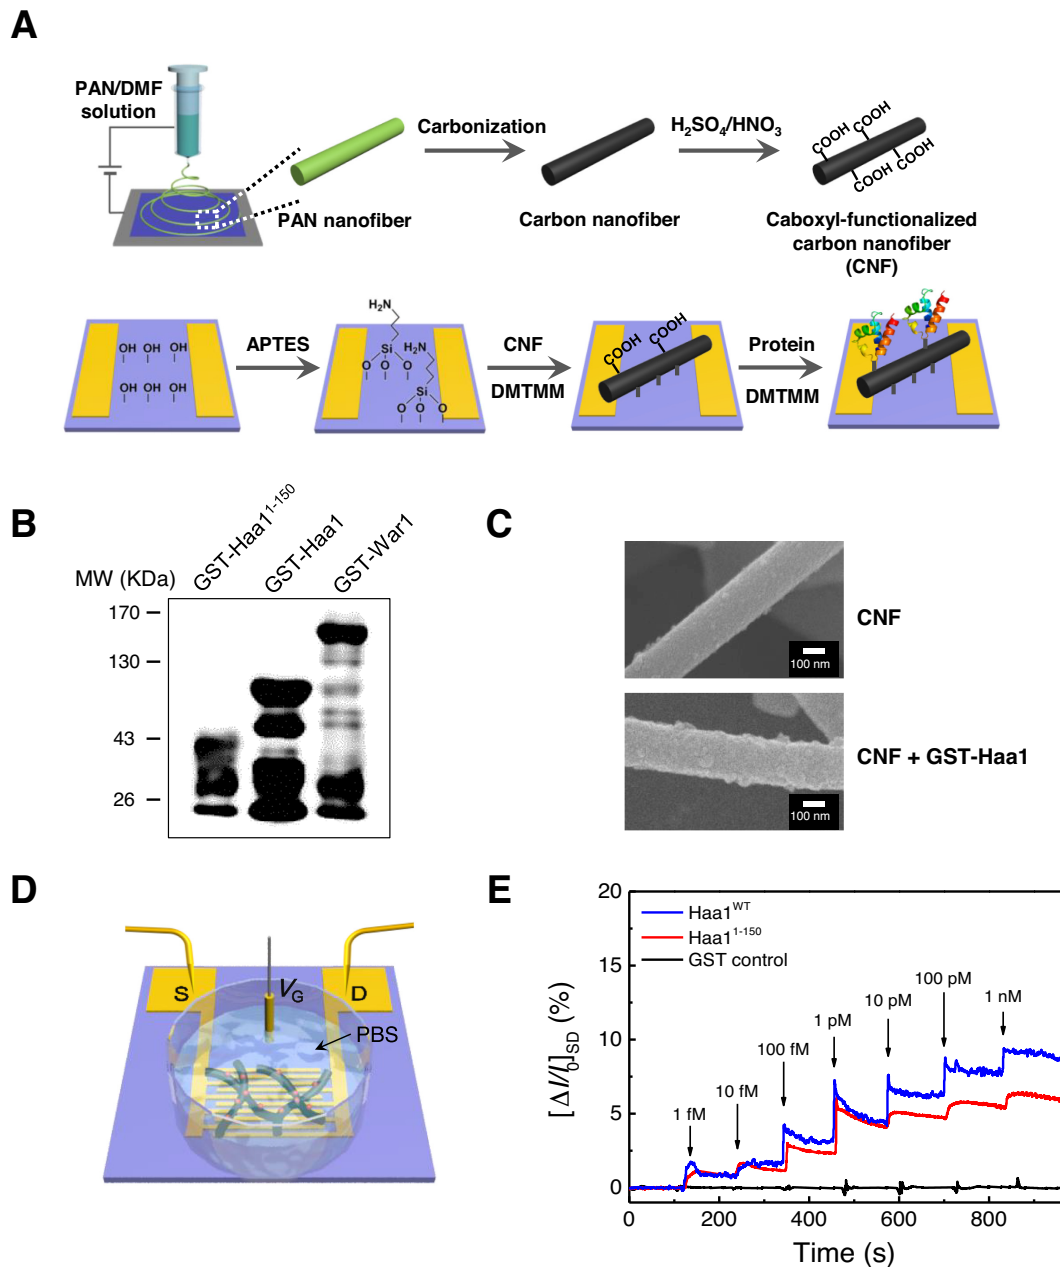 A
PAN/DMF
solution
Carbonization
H2SO4/HNO3
COOH
COOH
COOH
COOH
PAN nanofiber
Carbon nanofiber
Caboxyl-functionalized
carbon nanofiber
(CNF)
OH OH OH
OH OH OH
APTES
H2N
Si H2N
O O O
Si
O O O
CNF
DMTMM
COOH
COOH
Protein
DMTMM
B
GST-Haa1^1-150
GST-Haa1
GST-War1
MW (KDa)
170
130
43
26
C
CNF
100 nm
CNF + GST-Haa1
100 nm
D
S
VG
D
PBS
E
[Δ I/I0]SD (%)
20
15
10
5
0
Haa1^WT
Haa1^1-150
GST control
1 fM
10 fM
100 fM
1 pM
10 pM
100 pM
1 nM
0 200 400 600 800
Time (s)